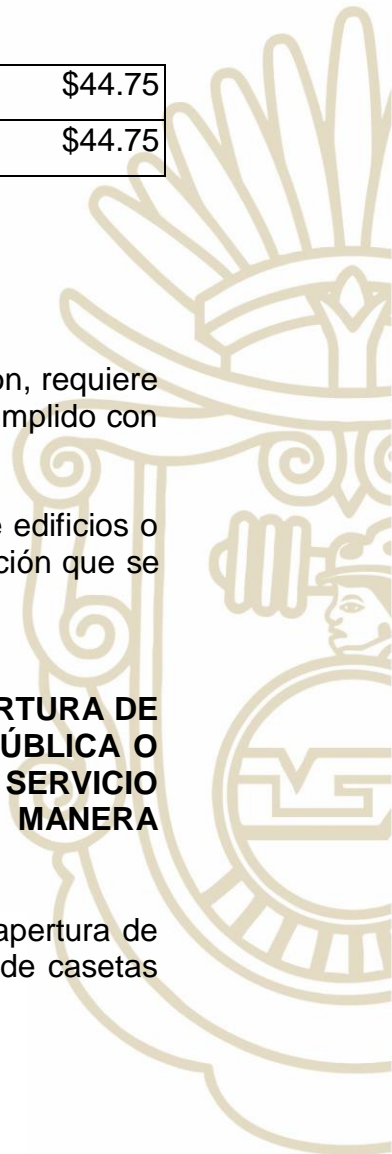 $44.75
$44.75
on, requiere
mplido con
e edificios o
ción que se
RTURA DE
ÚBLICA O
SERVICIO
MANERA
apertura de
de casetas